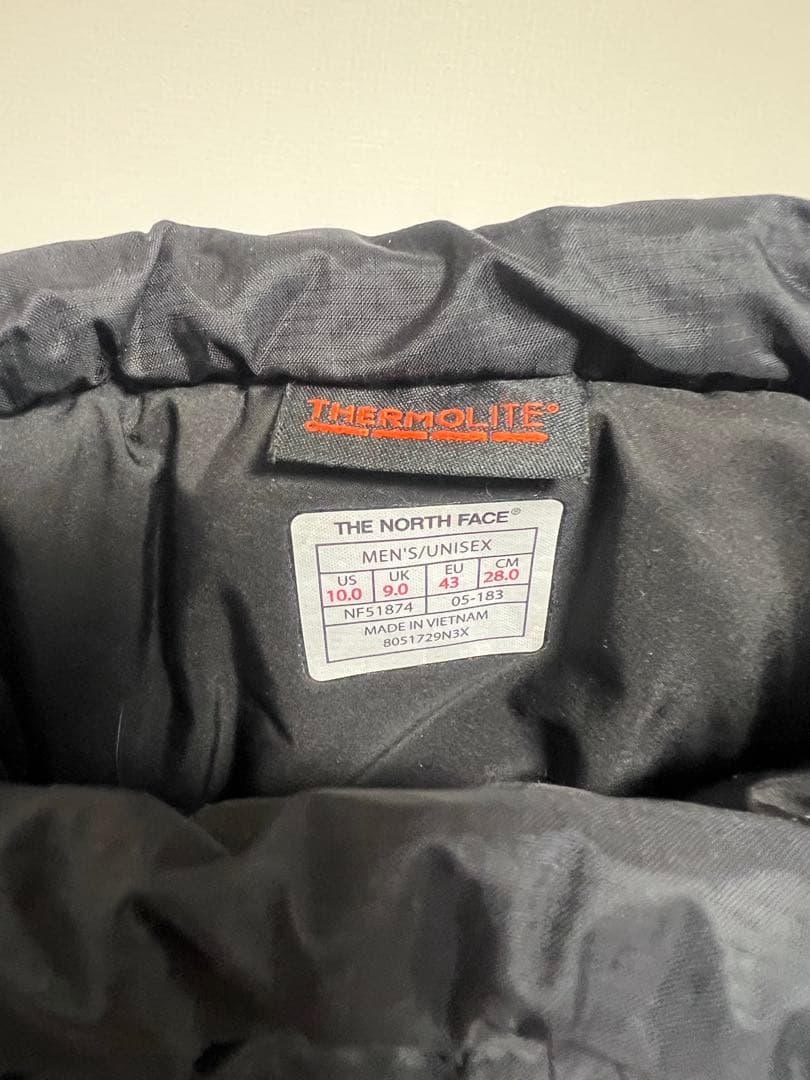 THERMOLITE®
THE NORTH FACE®
MEN'S/UNISEX
US UK EU CM
10.0 9.0 43 28.0
NF51874 05-183
MADE IN VIETNAM
8051729N3X